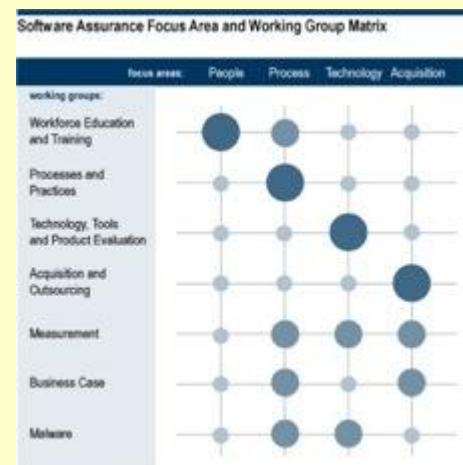 Software Assurance Focus Area and Working Group Matrix
focus areas: People Process Technology Acquisition
working groups:
Workforce Education
and Training
Processes and
Practices
Technology, Tools
and Product Evaluation
Acquisition and
Outsourcing
Measurement
Business Case
Malware